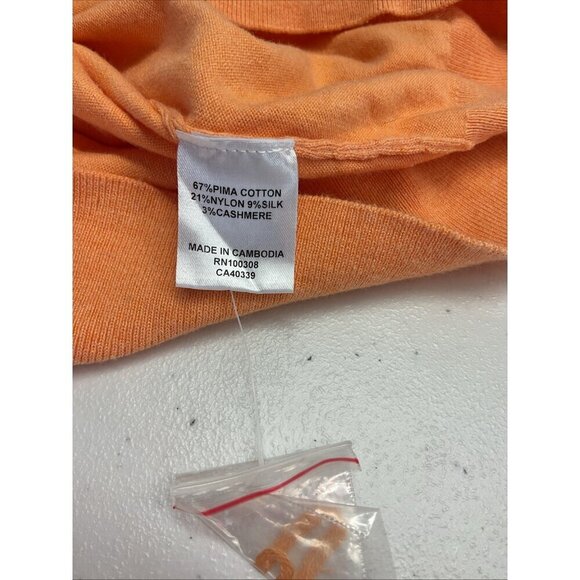 67%PIMA COTTON
21%NYLON 9%SILK
3%CASHMERE
MADE IN CAMBODIA
RN100308
CA40339